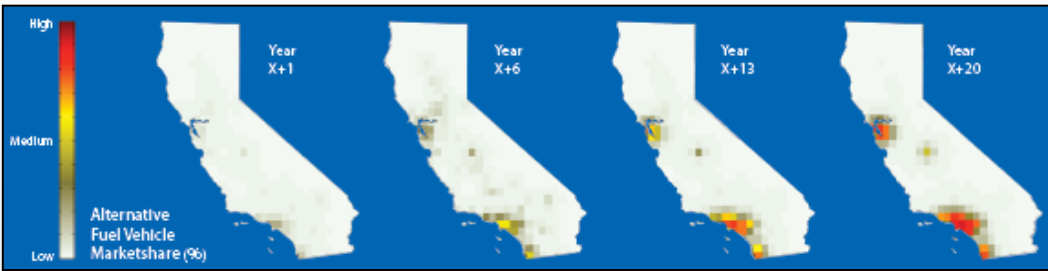 High
Medium
Low
Alternative
Fuel Vehicle
Marketshare (%)
Year
X+1
Year
X+6
Year
X+13
Year
X+20